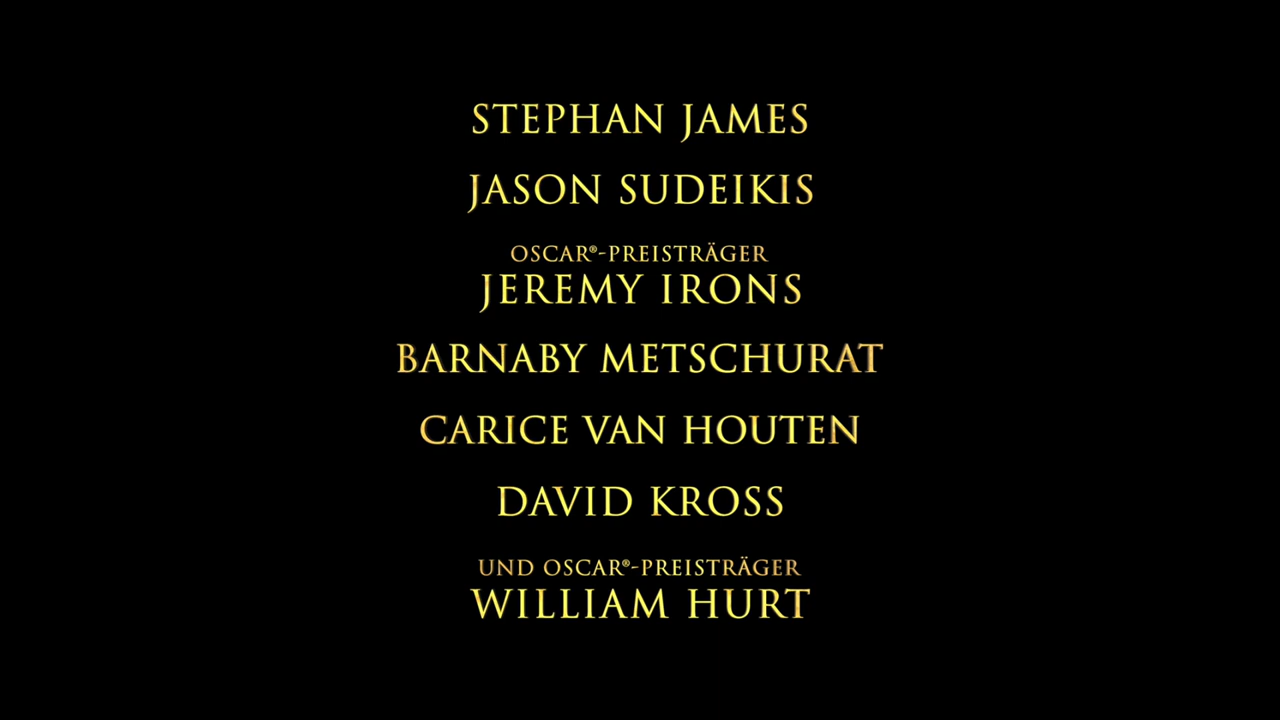 STEPHAN JAMES
JASON SUDEIKIS
OSCAR®-PREISTRÄGER
JEREMY IRONS
BARNABY METSCHURAT
CARICE VAN HOUTEN
DAVID KROSS
UND OSCAR®-PREISTRÄGER
WILLIAM HURT